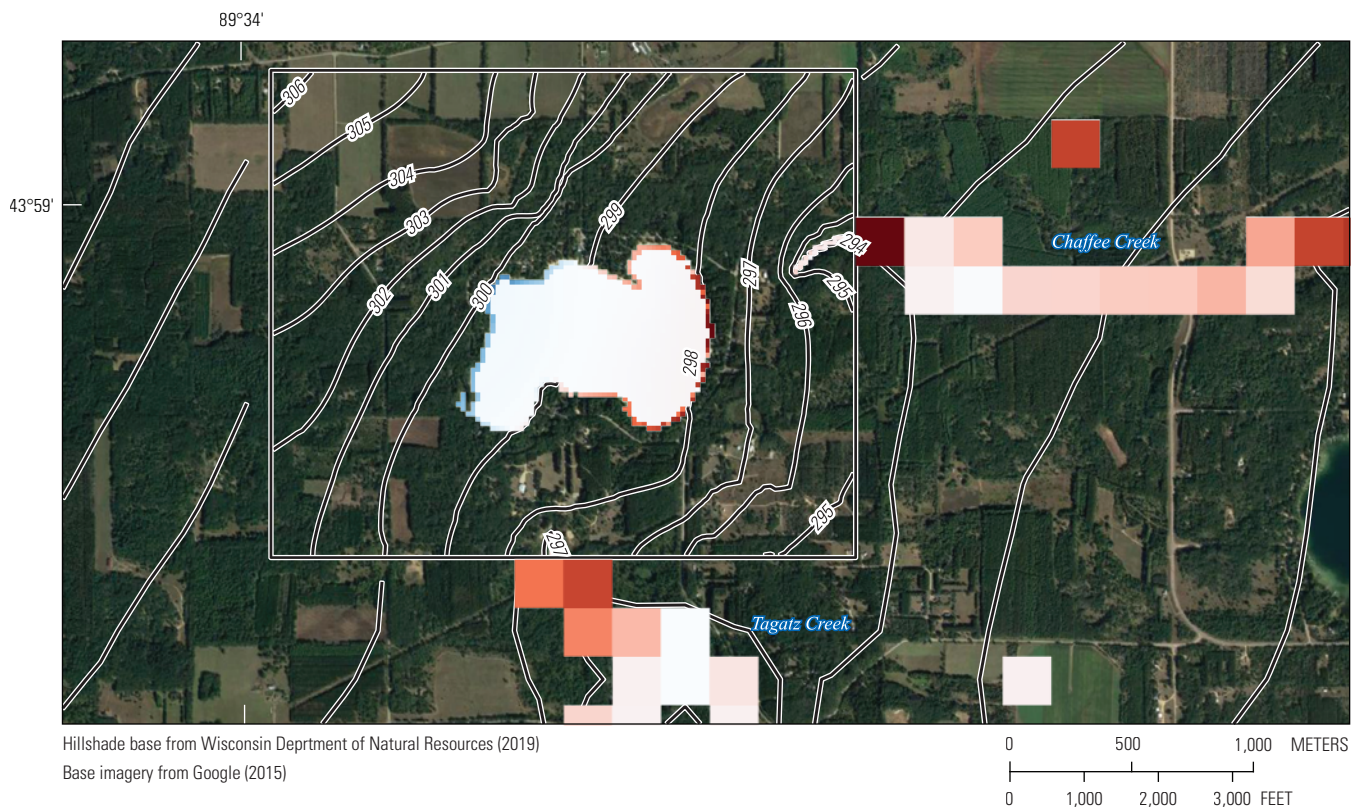 89°34'
43°59'
306
305
304
303
299
302
301
300
297
294
295
296
298
Chaffee Creek
295
297
Tagatz Creek
Hillshade base from Wisconsin Deprtment of Natural Resources (2019)
Base imagery from Google (2015)
0 500 1,000 METERS
0 1,000 2,000 3,000 FEET